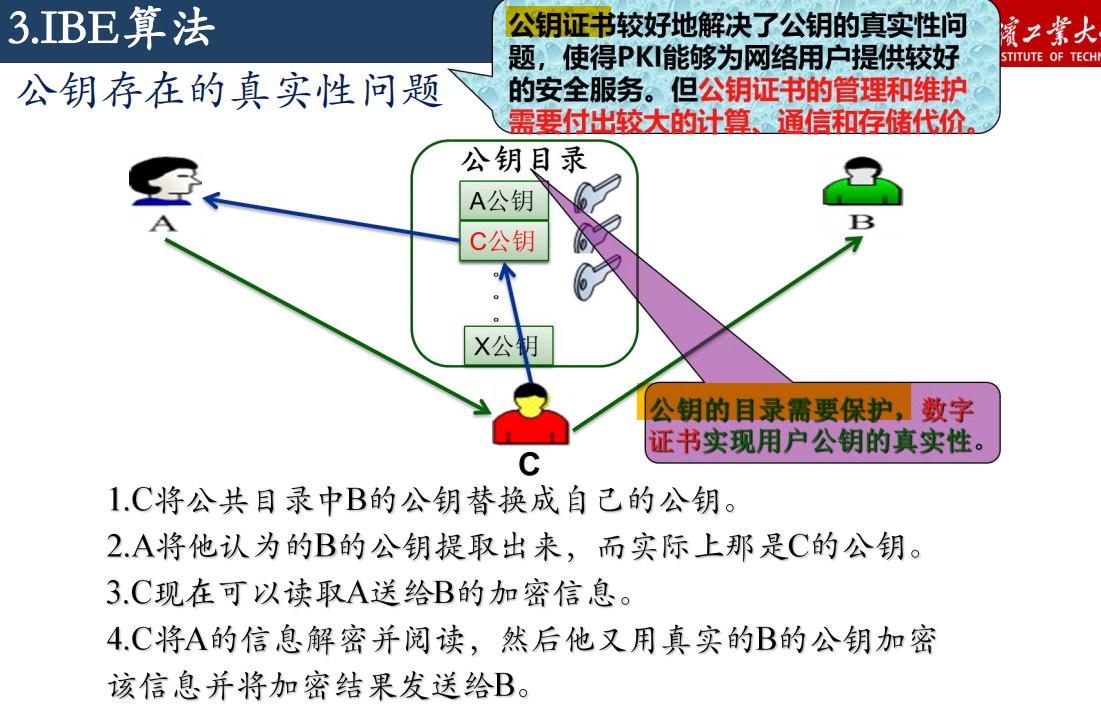 3.IBE算法
公钥存在的真实性问题
公钥证书较好地解决了公钥的真实性问
题，使得PKI能够为网络用户提供较好
的安全服务。但公钥证书的管理和维护
需要付出较大的计算、通信和存储代价。
濱工業大
STITUTE OF TECHN
公钥目录
A公钥
C公钥
。
。
。
X公钥
A
B
C
公钥的目录需要保护，数字
证书实现用户公钥的真实性。
1.C将公共目录中B的公钥替换成自己的公钥。
2.A将他认为的B的公钥提取出来，而实际上那是C的公钥。
3.C现在可以读取A送给B的加密信息。
4.C将A的信息解密并阅读，然后他又用真实的B的公钥加密
该信息并将加密结果发送给B。